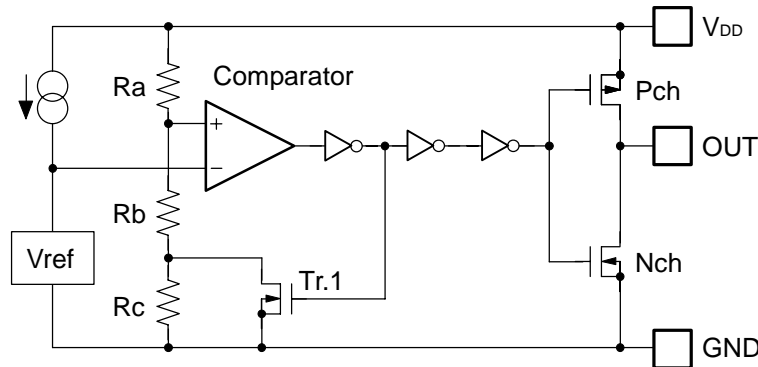 VDD
Ra
Comparator
Pch
+
−
OUT
Rb
Vref
Tr.1
Nch
Rc
GND